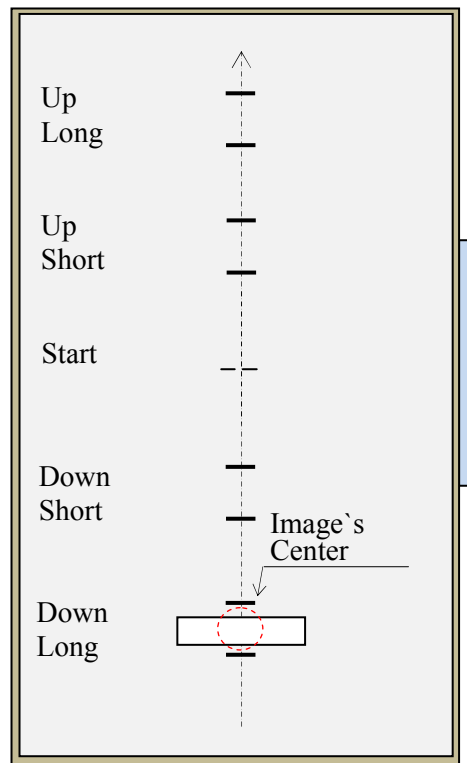 Up
Long
Up
Short
Start
Down
Short
Image`s
Center
Down
Long